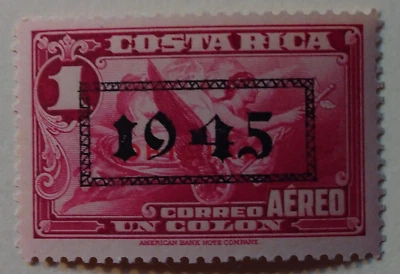 COSTA RICA
1
1945
CORREO AÉREO
UN COLON
AMERICAN BANK NOTE COMPANY.